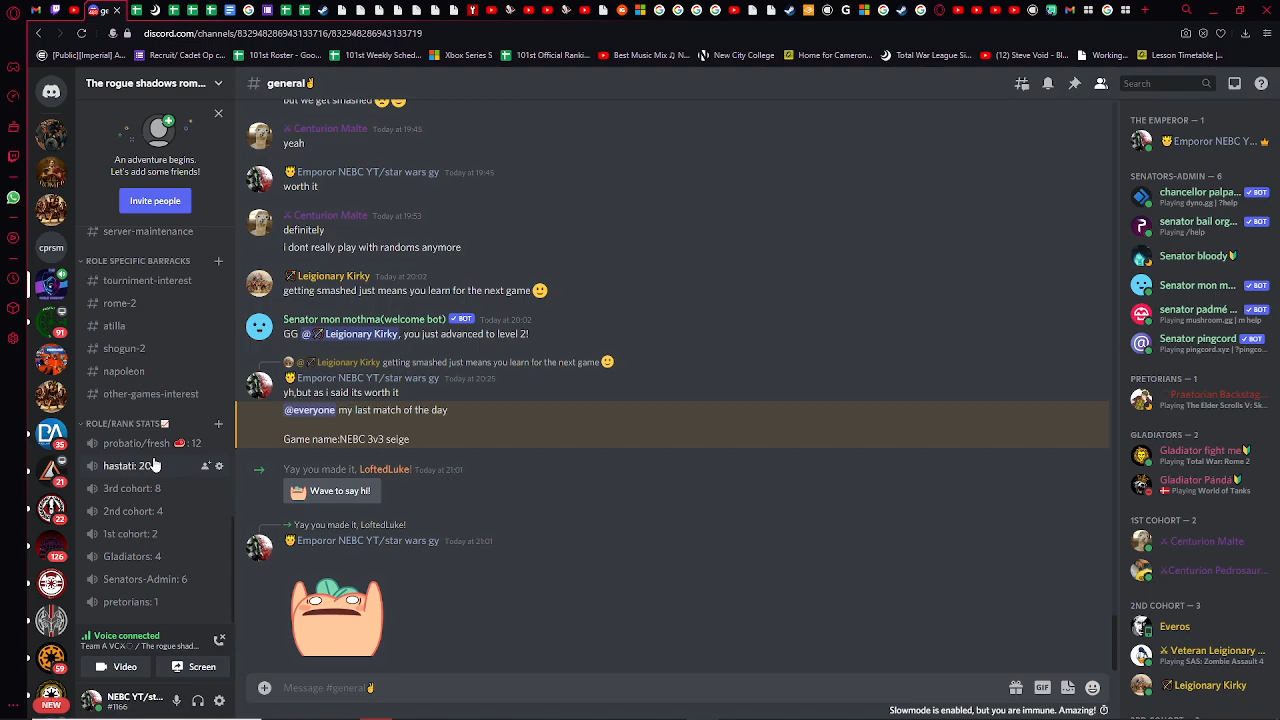 discord.com/channels/832948286943133716/832948286943133719
[Public][Imperial] A...
Recruit/ Cadet Op c...
101st Roster - Goo...
101st Weekly Sched...
Xbox Series S
101st Official Ranki...
Best Music Mix ♫ N...
New City College
Home for Camero...
Total War League Si...
(12) Steve Void - Bl...
Working...
Lesson Timetable |...
The rogue shadows rom...
# general✌
Search
An adventure begins.
Let's add some friends!
Invite people
server-maintenance
ROLE SPECIFIC BARRACKS
tourniment-interest
rome-2
atilla
shogun-2
napoleon
other-games-interest
ROLE/RANK STATS📈
probatio/fresh 🥩:12
hastati: 20
3rd cohort: 8
2nd cohort: 4
1st cohort: 2
Gladiators: 4
Senators-Admin: 6
pretorians: 1
Voice connected
Team A VC⚔ / The rogue shad...
Video
Screen
NEBC YT/st...
#1166
NEW
cprsm
91
35
21
22
126
59
but we get smashed
⚔ Centurion Malte Today at 19:45
yeah
Emporor NEBC YT/star wars gy Today at 19:45
worth it
⚔ Centurion Malte Today at 19:53
definitely
I dont really play with randoms anymore
Leigionary Kirky Today at 20:02
getting smashed just means you learn for the next game 🙂
Senator mon mothma(welcome bot) ✓ BOT Today at 20:02
GG @🏹 Leigionary Kirky, you just advanced to level 2!
@🏹 Leigionary Kirky getting smashed just means you learn for the next game 🙂
Emporor NEBC YT/star wars gy Today at 20:25
yh,but as i said its worth it
@everyone my last match of the day
Game name:NEBC 3v3 seige
Yay you made it, LoftedLuke! Today at 21:01
Wave to say hi!
Yay you made it, LoftedLuke!
Emporor NEBC YT/star wars gy Today at 21:01
Message #general✌
GIF
Slowmode is enabled, but you are immune. Amazing!
THE EMPEROR — 1
Emporor NEBC Y...
SENATORS-ADMIN — 6
chancellor palpa... ✓ BOT
Playing dyno.gg | ?help
senator bail org... ✓ BOT
Playing /help
Senator bloody
Senator mon m... ✓ BOT
senator padmé ... ✓ BOT
Playing mushroom.gg | m help
senator pingcord ✓ BOT
Playing pingcord.xyz | ?pingco...
PRETORIANS — 1
Praetorian Backstag...
Playing The Elder Scrolls V: Sk...
GLADIATORS — 2
Gladiator fight me
Playing Total War: Rome 2
Gladiator Pándá
Playing World of Tanks
1ST COHORT — 2
⚔Centurion Malte
⚔Centurion Pedrosaur...
2ND COHORT — 3
Everos
⚔ Veteran Legionary ...
Playing SAS: Zombie Assault 4
Leigionary Kirky